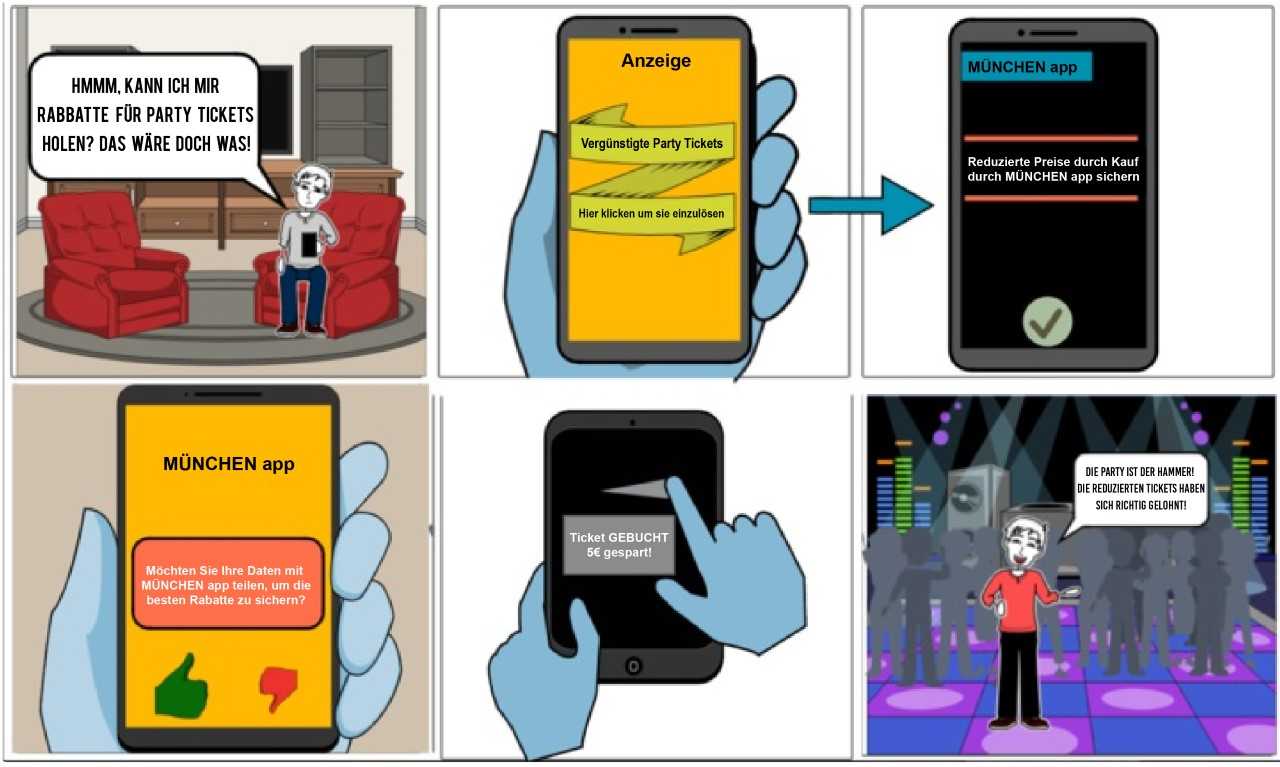 HMMM, KANN ICH MIR
RABBATTE FÜR PARTY TICKETS
HOLEN? DAS WÄRE DOCH WAS!
Anzeige
Vergünstigte Party Tickets
Hier klicken um sie einzulösen
MÜNCHEN app
Reduzierte Preise durch Kauf
durch MÜNCHEN app sichern
MÜNCHEN app
Möchten Sie Ihre Daten mit
MÜNCHEN app teilen, um die
besten Rabatte zu sichern?
Ticket GEBUCHT
5€ gespart!
DIE PARTY IST DER HAMMER!
DIE REDUZIERTEN TICKETS HABEN
SICH RICHTIG GELOHNT!